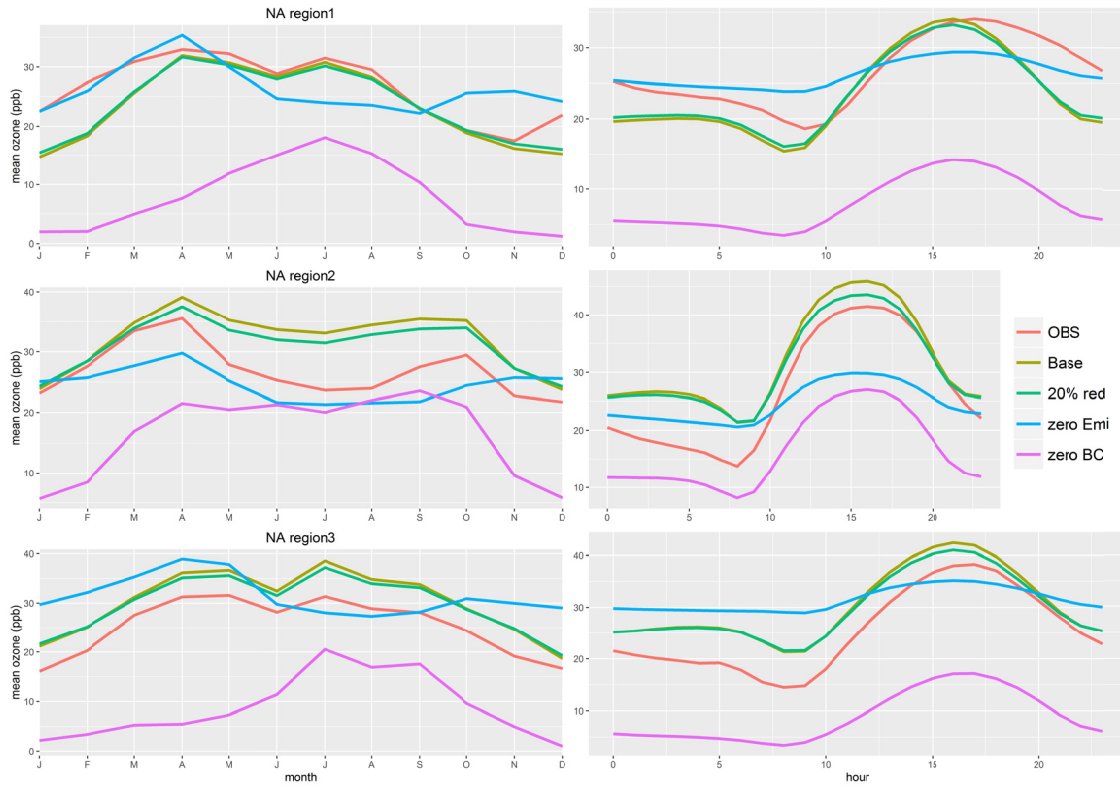 NA region1
mean ozone (ppb)
30
20
10
0
J F M A M J J A S O N D
30
20
10
0 5 10 15 20
NA region2
mean ozone (ppb)
40
30
20
10
J F M A M J J A S O N D
40
30
20
10
0 5 10 15 20
OBS
Base
20% red
zero Emi
zero BC
NA region3
mean ozone (ppb)
40
30
20
10
0
J F M A M J J A S O N D
month
40
30
20
10
0 5 10 15 20
hour